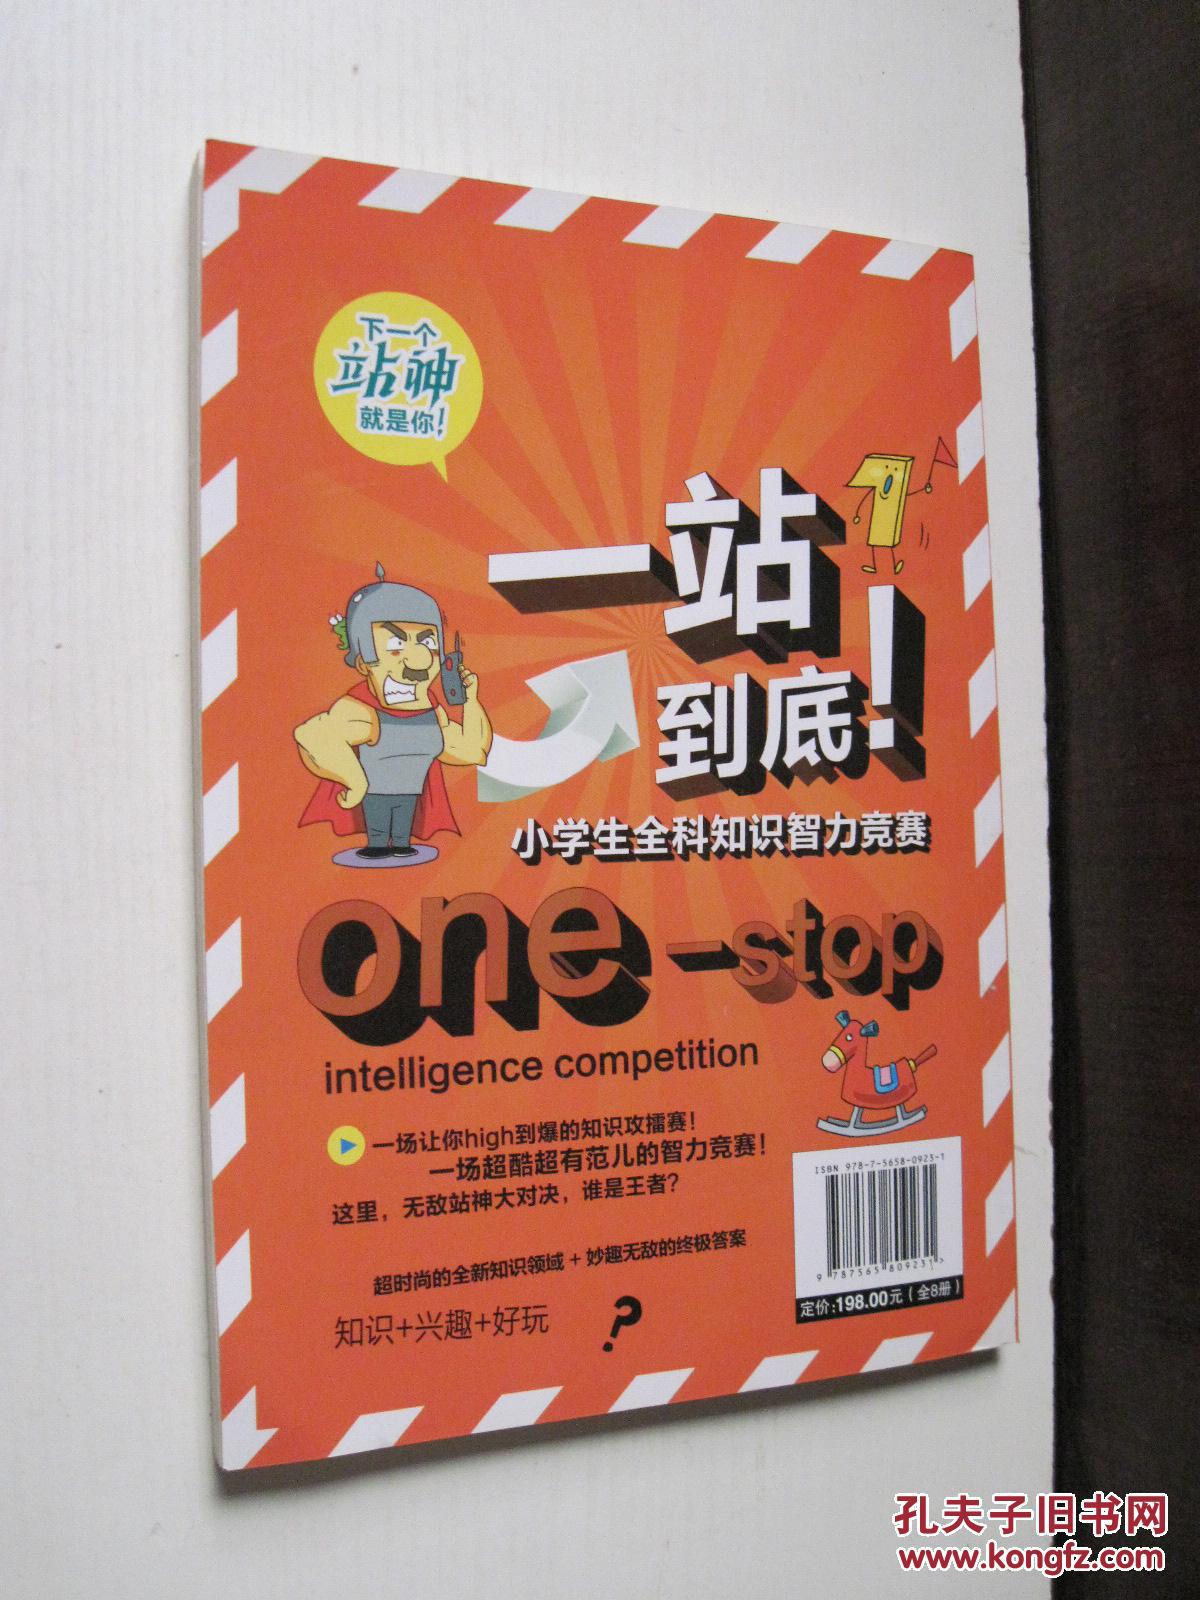 下一个
站神
就是你!
一站
到底!
小学生全科知识智力竞赛
one-stop
intelligence competition
一场让你high到爆的知识攻擂赛!
一场超酷超有范儿的智力竞赛!
这里，无敌站神大对决，谁是王者?
超时尚的全新知识领域 + 妙趣无敌的终极答案
知识+兴趣+好玩
?
ISBN 978-7-5658-0923-1
9 787565 809231>
定价:198.00元(全8册)
孔夫子旧书网
www.kongfz.com